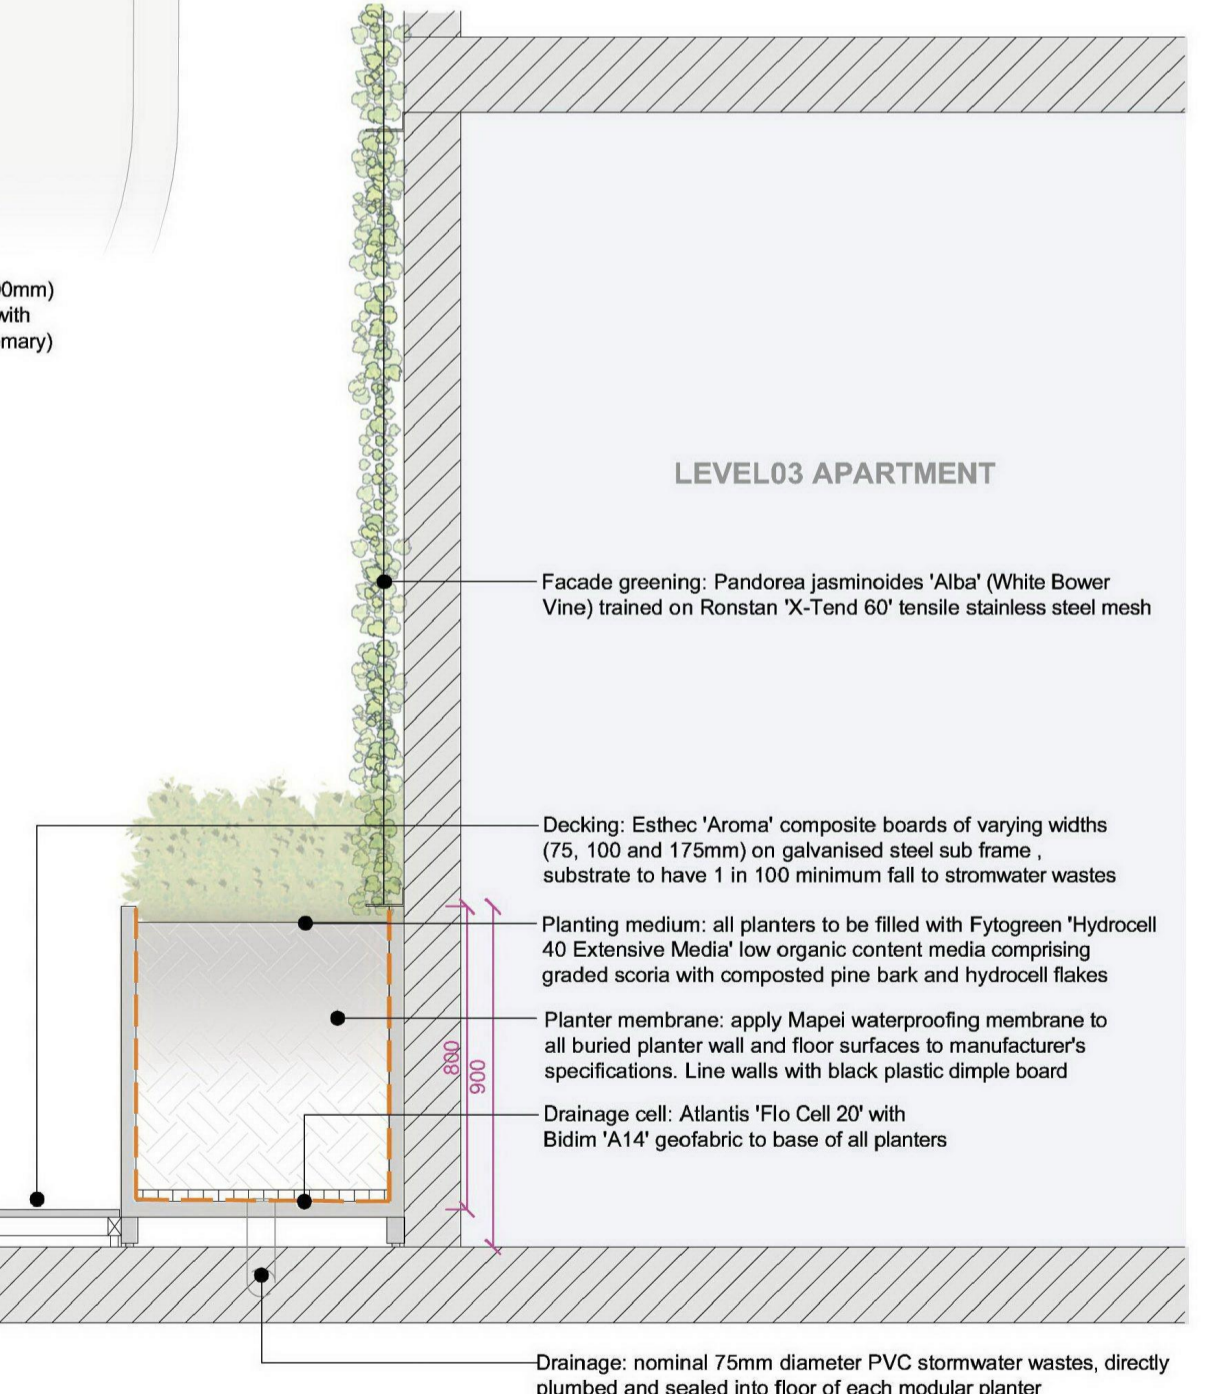 0mm)
with
mary)
LEVEL03 APARTMENT
Facade greening: Pandorea jasminoides 'Alba' (White Bower
Vine) trained on Ronstan 'X-Tend 60' tensile stainless steel mesh
Decking: Esthec 'Aroma' composite boards of varying widths
(75, 100 and 175mm) on galvanised steel sub frame ,
substrate to have 1 in 100 minimum fall to stromwater wastes
Planting medium: all planters to be filled with Fytogreen 'Hydrocell
40 Extensive Media' low organic content media comprising
graded scoria with composted pine bark and hydrocell flakes
Planter membrane: apply Mapei waterproofing membrane to
all buried planter wall and floor surfaces to manufacturer's
specifications. Line walls with black plastic dimple board
800
900
Drainage cell: Atlantis 'Flo Cell 20' with
Bidim 'A14' geofabric to base of all planters
Drainage: nominal 75mm diameter PVC stormwater wastes, directly
plumbed and sealed into floor of each modular planter